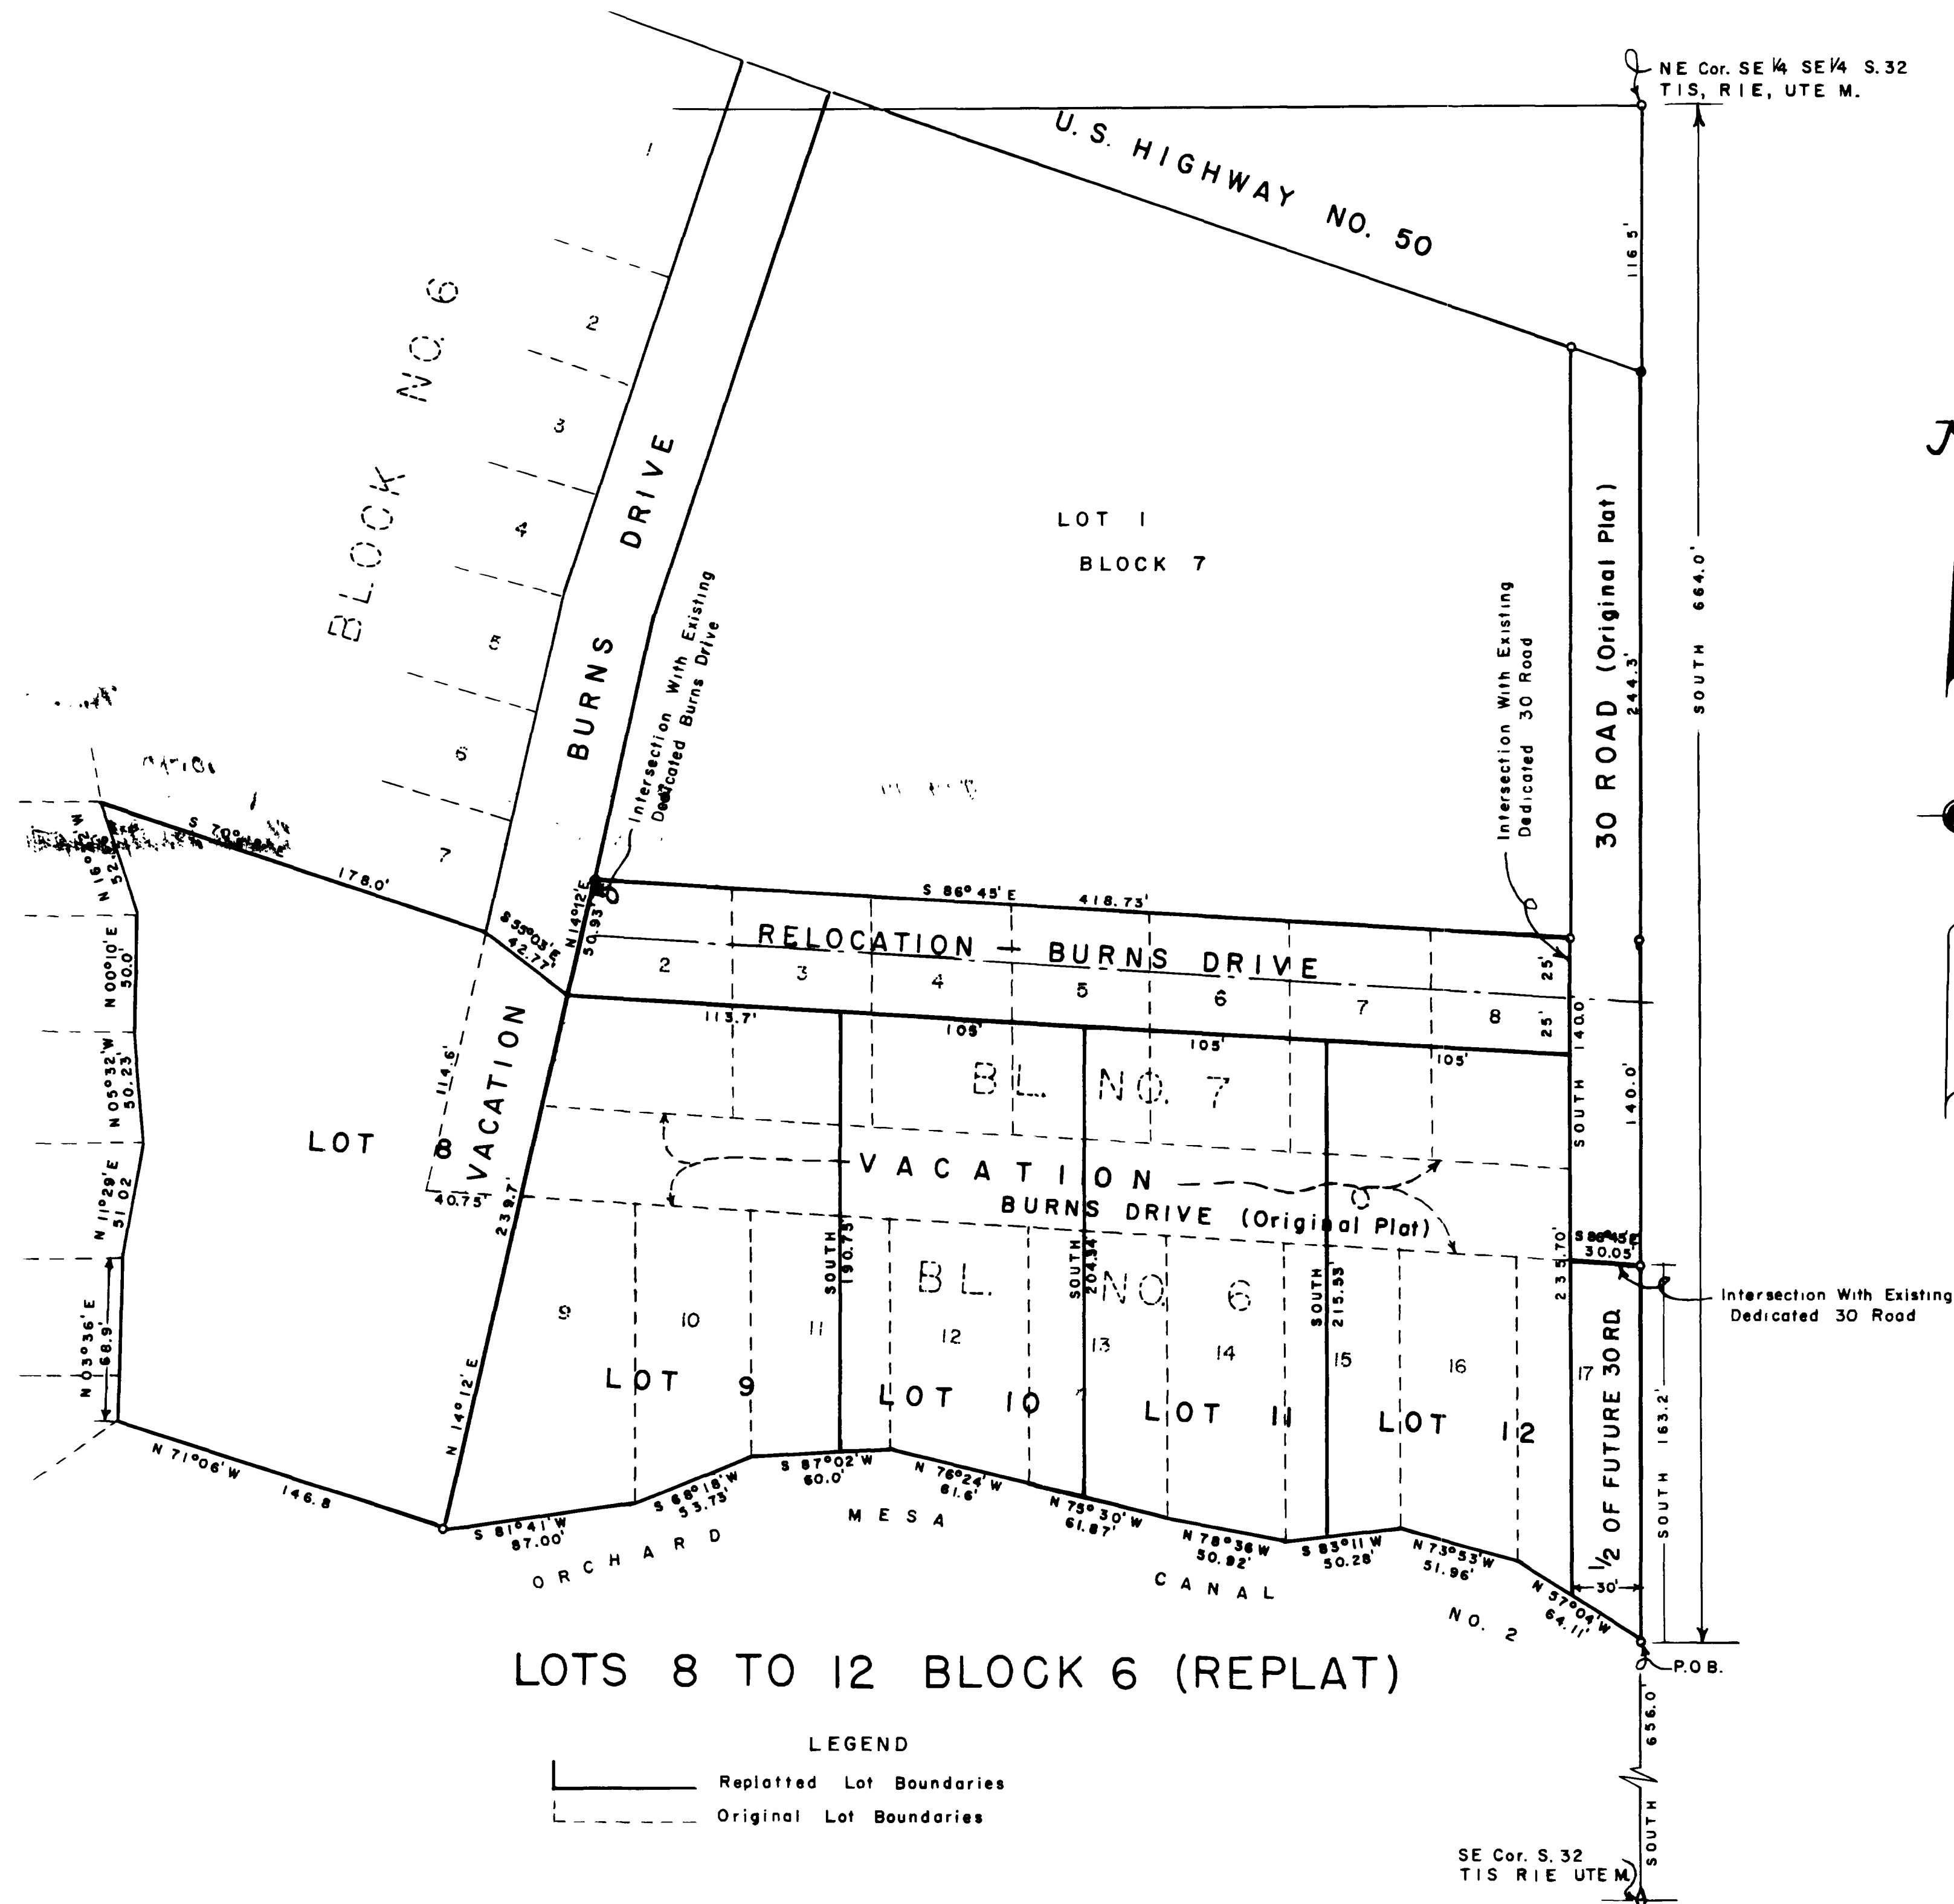 NE Cor. SE 1/4 SE 1/4 S. 32
T1S, R1E, UTE M.
U.S. HIGHWAY NO. 50
116 5'
SOUTH 664.0'
BLOCK NO. 6
1
2
3
4
5
6
7
BURNS DRIVE
LOT 1
BLOCK 7
30 ROAD (Original Plat)
244.3'
Intersection With Existing
Dedicated Burns Drive
Intersection With Existing
Dedicated 30 Road
178.0'
S 55°03' E
42.77'
N 14°12' E
50.93'
S 86° 45' E 418.73'
RELOCATION - BURNS DRIVE
2
3
4
5
6
7
8
25'
25'
113.7'
105'
105'
105'
SOUTH 140.0
140.0'
N 00°10' E
50.0'
N 05°32' W
50.23'
N 11°29' E
51 02
N 03°36' E
68.9'
114.6'
VACATION
LOT 8
40.75'
239.7'
N 14°12' E
BL. NO. 7
VACATION
BURNS DRIVE (Original Plat)
S 86°45' E
30.05'
235.70'
SOUTH
190.75'
SOUTH
204.34'
SOUTH
215.53'
BL. NO. 6
9
10
11
12
13
14
15
16
17
LOT 9
LOT 10
LOT 11
LOT 12
Intersection With Existing
Dedicated 30 Road
1/2 OF FUTURE 30 RD.
SOUTH 163.2'
30'
N 71°06' W
146.8
S 81°41' W
87.00'
S 68°18' W
53.73'
S 87°02' W
60.0'
N 76°24' W
61.6'
N 75°30' W
61.87'
N 78°36 W
50.92'
S 83°11 W
50.28'
N 73°53' W
51.96'
N 57°04' W
64.11'
ORCHARD MESA CANAL NO. 2
P.O B.
LOTS 8 TO 12 BLOCK 6 (REPLAT)
LEGEND
Replatted Lot Boundaries
Original Lot Boundaries
SOUTH 656.0'
SE Cor. S. 32
T1S R1E UTE M.